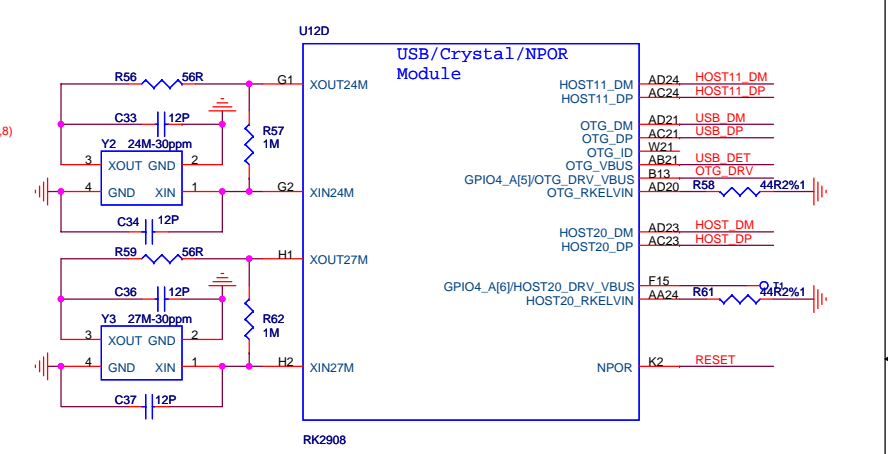 U12D
USB/Crystal/NPOR
Module
R56 56R G1 XOUT24M
HOST11_DM AD24 HOST11_DM
HOST11_DP AC24 HOST11_DP
C33 12P
,8)
R57
1M
Y2 24M-30ppm
3 XOUT GND 2
4 GND XIN 1 G2 XIN24M
OTG_DM AD21 USB_DM
OTG_DP AC21 USB_DP
OTG_ID W21
OTG_VBUS AB21 USB_DET
GPIO4_A[5]/OTG_DRV_VBUS B13 OTG_DRV
OTG_RKELVIN AD20 R58 44R2%1
C34 12P
HOST20_DM AD23 HOST_DM
HOST20_DP AC23 HOST_DP
R59 56R H1 XOUT27M
GPIO4_A[6]/HOST20_DRV_VBUS F15 T1
HOST20_RKELVIN AA24 R61 44R2%1
C36 12P
R62
1M
Y3 27M-30ppm
3 XOUT GND 2
4 GND XIN 1 H2 XIN27M
NPOR K2 RESET
C37 12P
RK2908